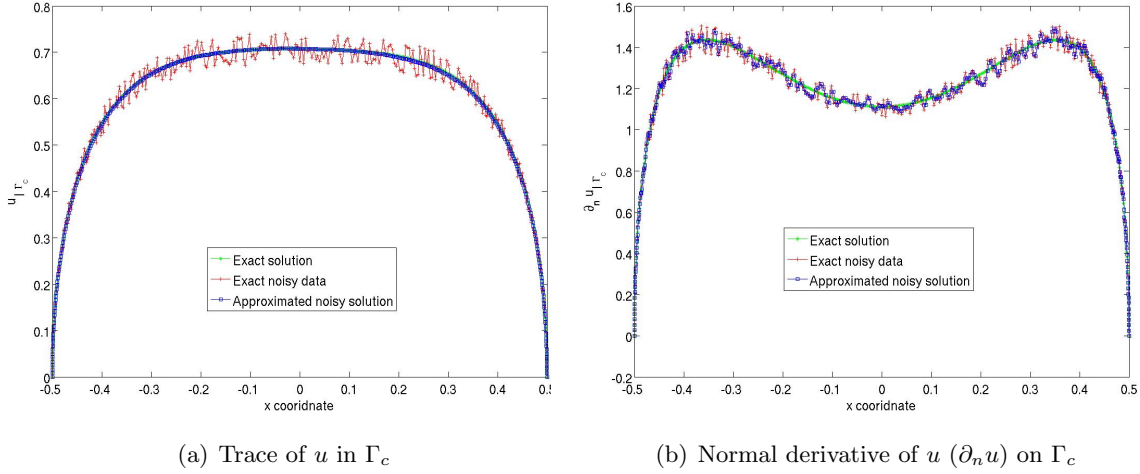 0.8
0.7
0.6
0.5
0.4
0.3
0.2
0.1
0
u|Γc
-0.5 -0.4 -0.3 -0.2 -0.1 0 0.1 0.2 0.3 0.4 0.5
x cooridnate
Exact solution
Exact noisy data
Approximated noisy solution
(a) Trace of u in Γc
1.6
1.4
1.2
1
0.8
0.6
0.4
0.2
0
-0.2
∂n u|Γc
-0.5 -0.4 -0.3 -0.2 -0.1 0 0.1 0.2 0.3 0.4 0.5
x cooridnate
Exact solution
Exact noisy data
Approximated noisy solution
(b) Normal derivative of u (∂nu) on Γc